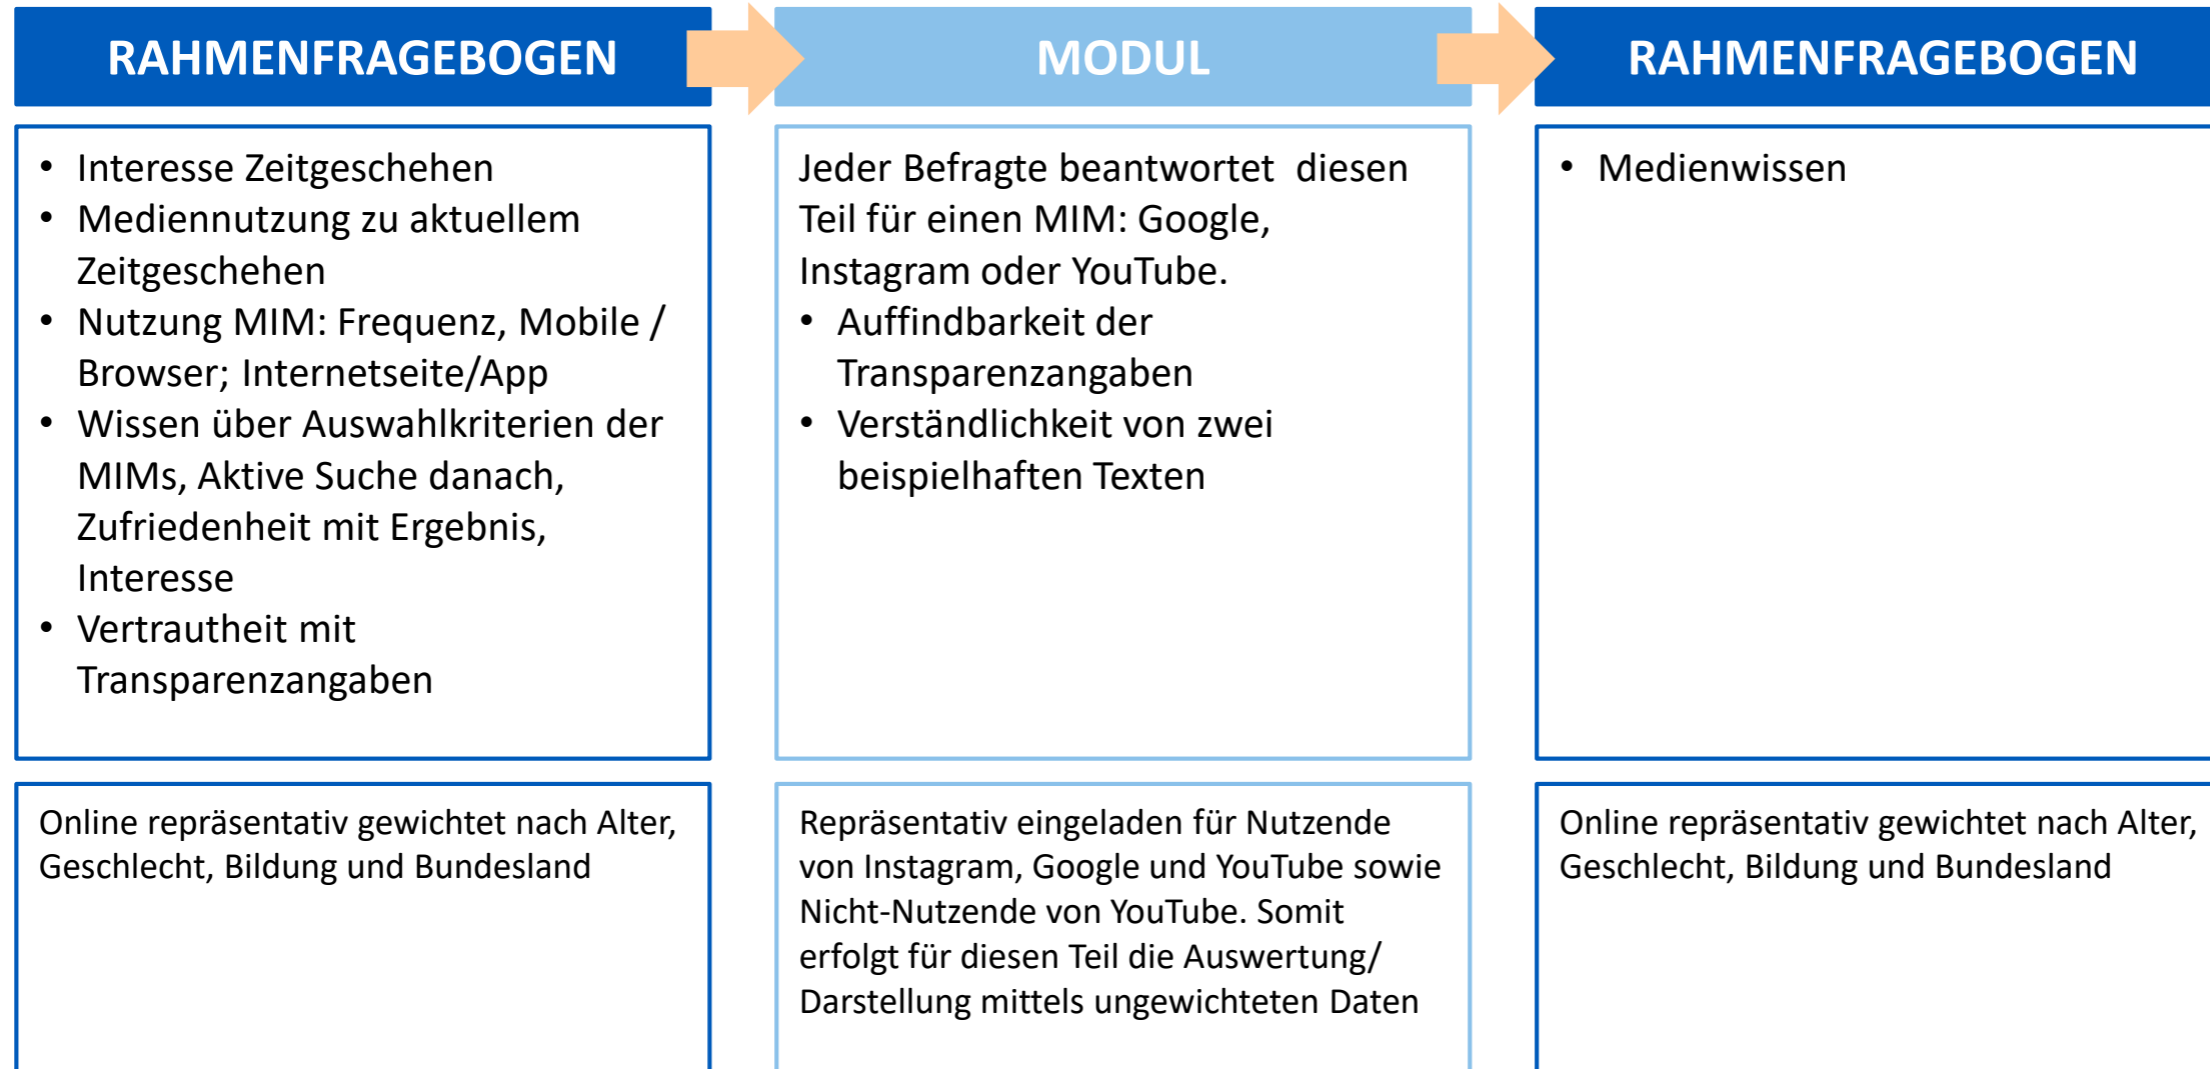 RAHMENFRAGEBOGEN
• Interesse Zeitgeschehen
• Mediennutzung zu aktuellem
Zeitgeschehen
• Nutzung MIM: Frequenz, Mobile /
Browser; Internetseite/App
• Wissen über Auswahlkriterien der
MIMs, Aktive Suche danach,
Zufriedenheit mit Ergebnis,
Interesse
• Vertrautheit mit
Transparenzangaben
Online repräsentativ gewichtet nach Alter,
Geschlecht, Bildung und Bundesland
MODUL
Jeder Befragte beantwortet  diesen
Teil für einen MIM: Google,
Instagram oder YouTube.
• Auffindbarkeit der
Transparenzangaben
• Verständlichkeit von zwei
beispielhaften Texten
Repräsentativ eingeladen für Nutzende
von Instagram, Google und YouTube sowie
Nicht-Nutzende von YouTube. Somit
erfolgt für diesen Teil die Auswertung/
Darstellung mittels ungewichteten Daten
RAHMENFRAGEBOGEN
• Medienwissen
Online repräsentativ gewichtet nach Alter,
Geschlecht, Bildung und Bundesland